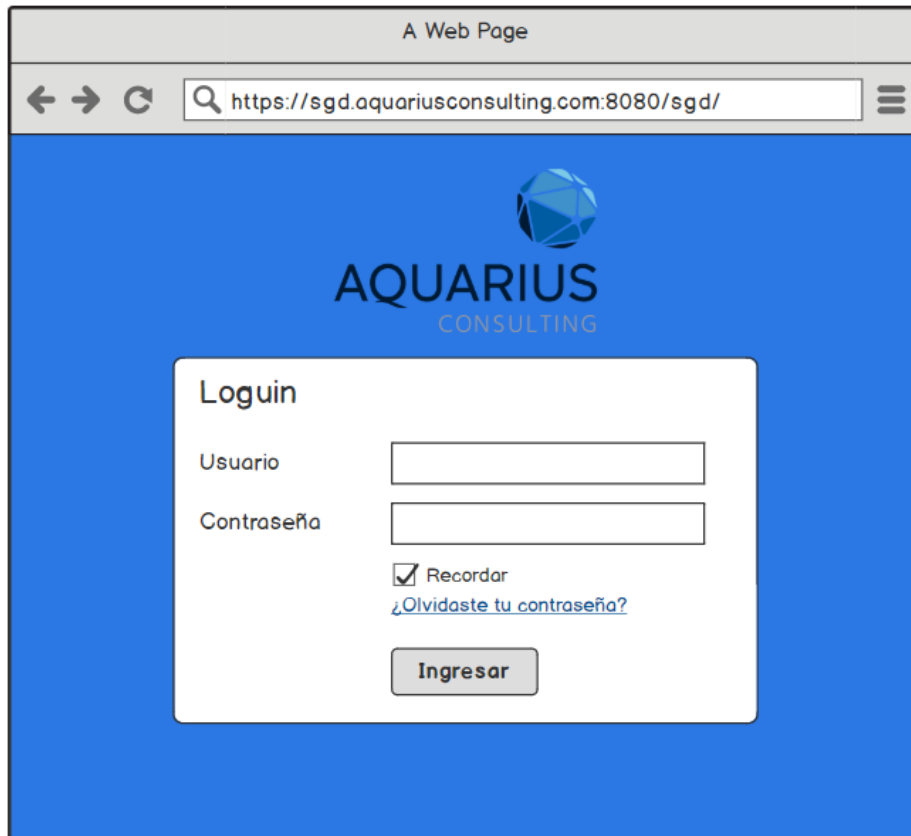 A Web Page
https://sgd.aquariusconsulting.com:8080/sgd/
AQUARIUS
CONSULTING
Loguin
Usuario
Contraseña
Recordar
¿Olvidaste tu contraseña?
Ingresar